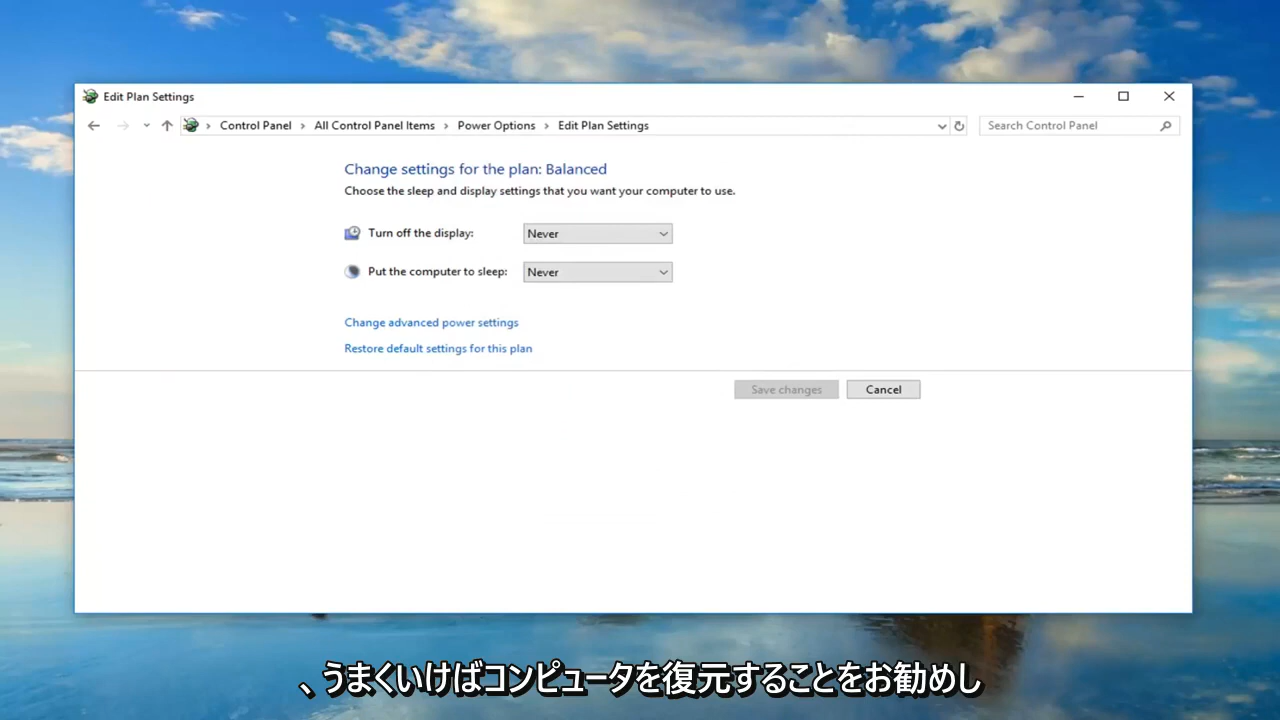 Edit Plan Settings
Control Panel > All Control Panel Items > Power Options > Edit Plan Settings
Search Control Panel
Change settings for the plan: Balanced
Choose the sleep and display settings that you want your computer to use.
Turn off the display: Never
Put the computer to sleep: Never
Change advanced power settings
Restore default settings for this plan
Save changes Cancel
、うまくいけばコンピュータを復元することをお勧めし